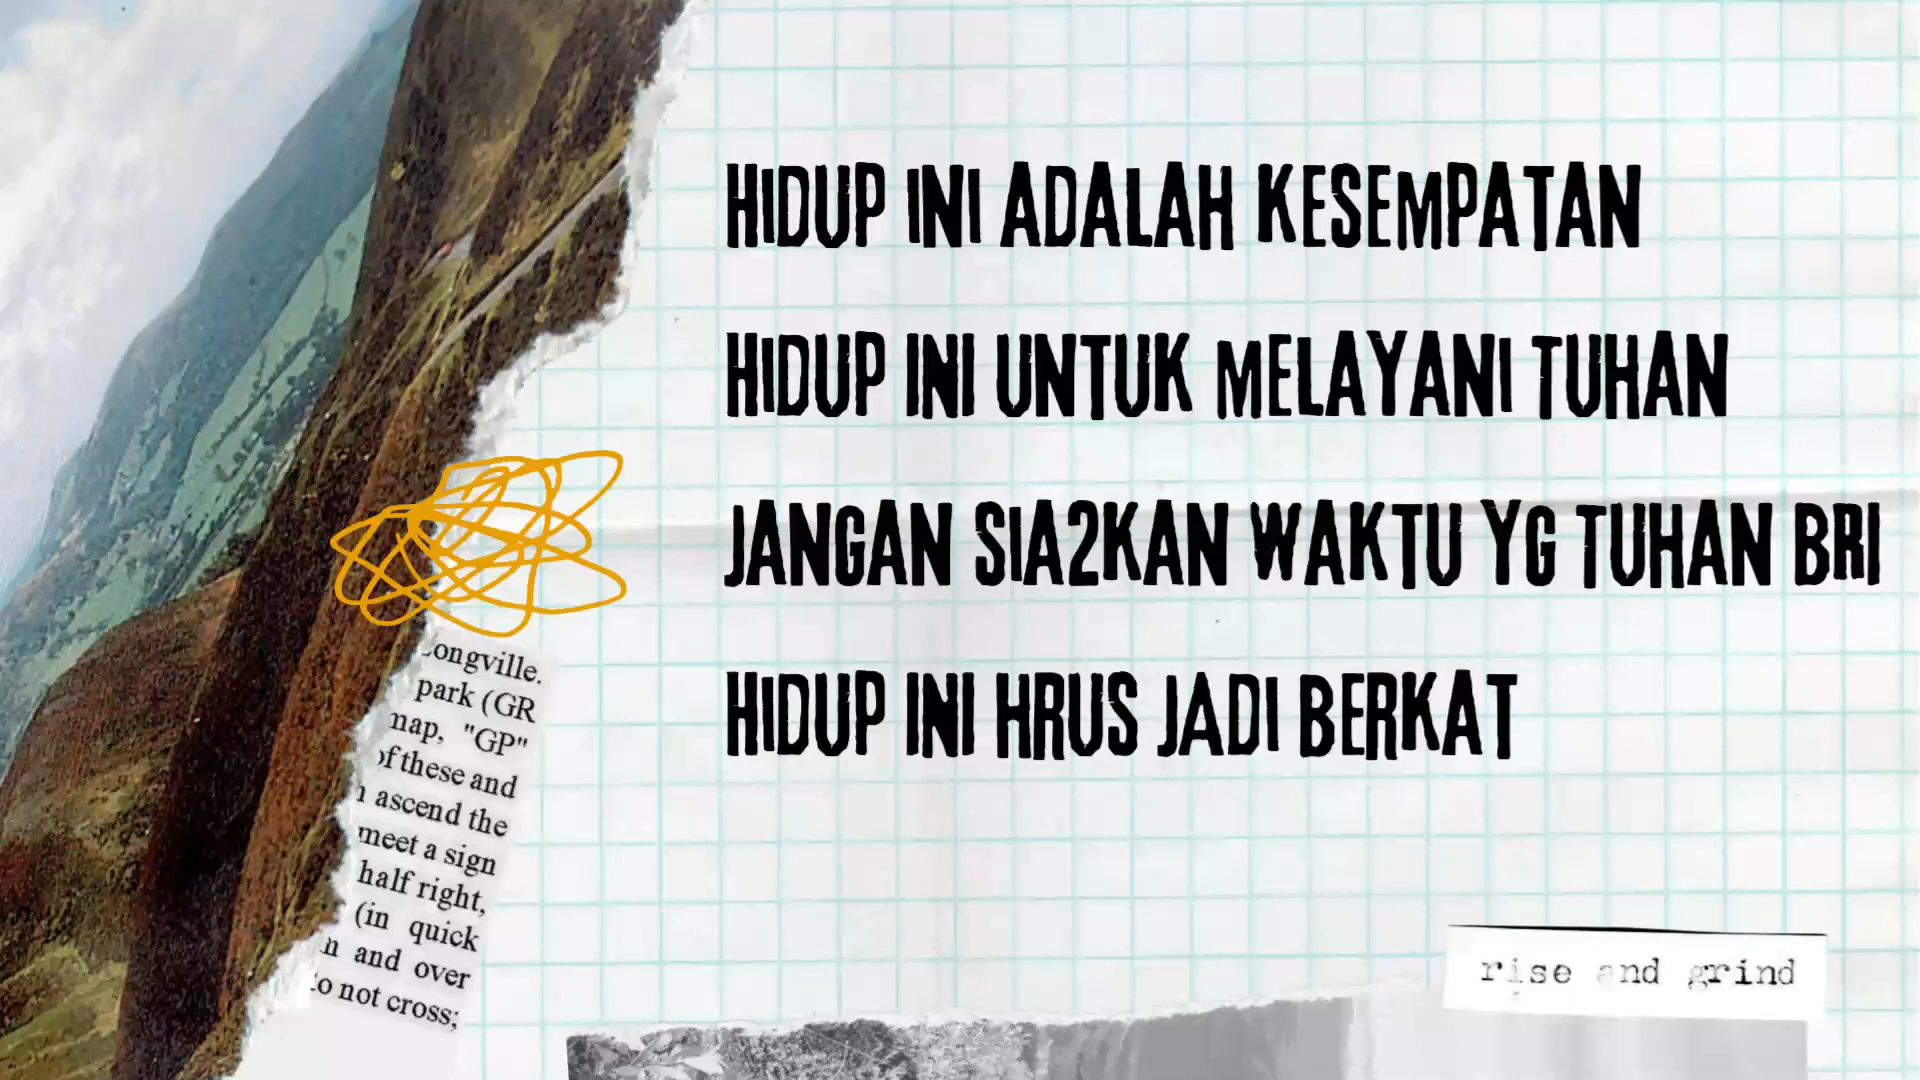 HIDUP INI ADALAH KESEMPATAN
HIDUP INI UNTUK MELAYANI TUHAN
JANGAN SIA2KAN WAKTU YG TUHAN BRI
HIDUP INI HRUS JADI BERKAT
ongville.
park (GR
map, "GP"
of these and
ascend the
meet a sign
half right,
(in quick
and over
to not cross;
rise and grind